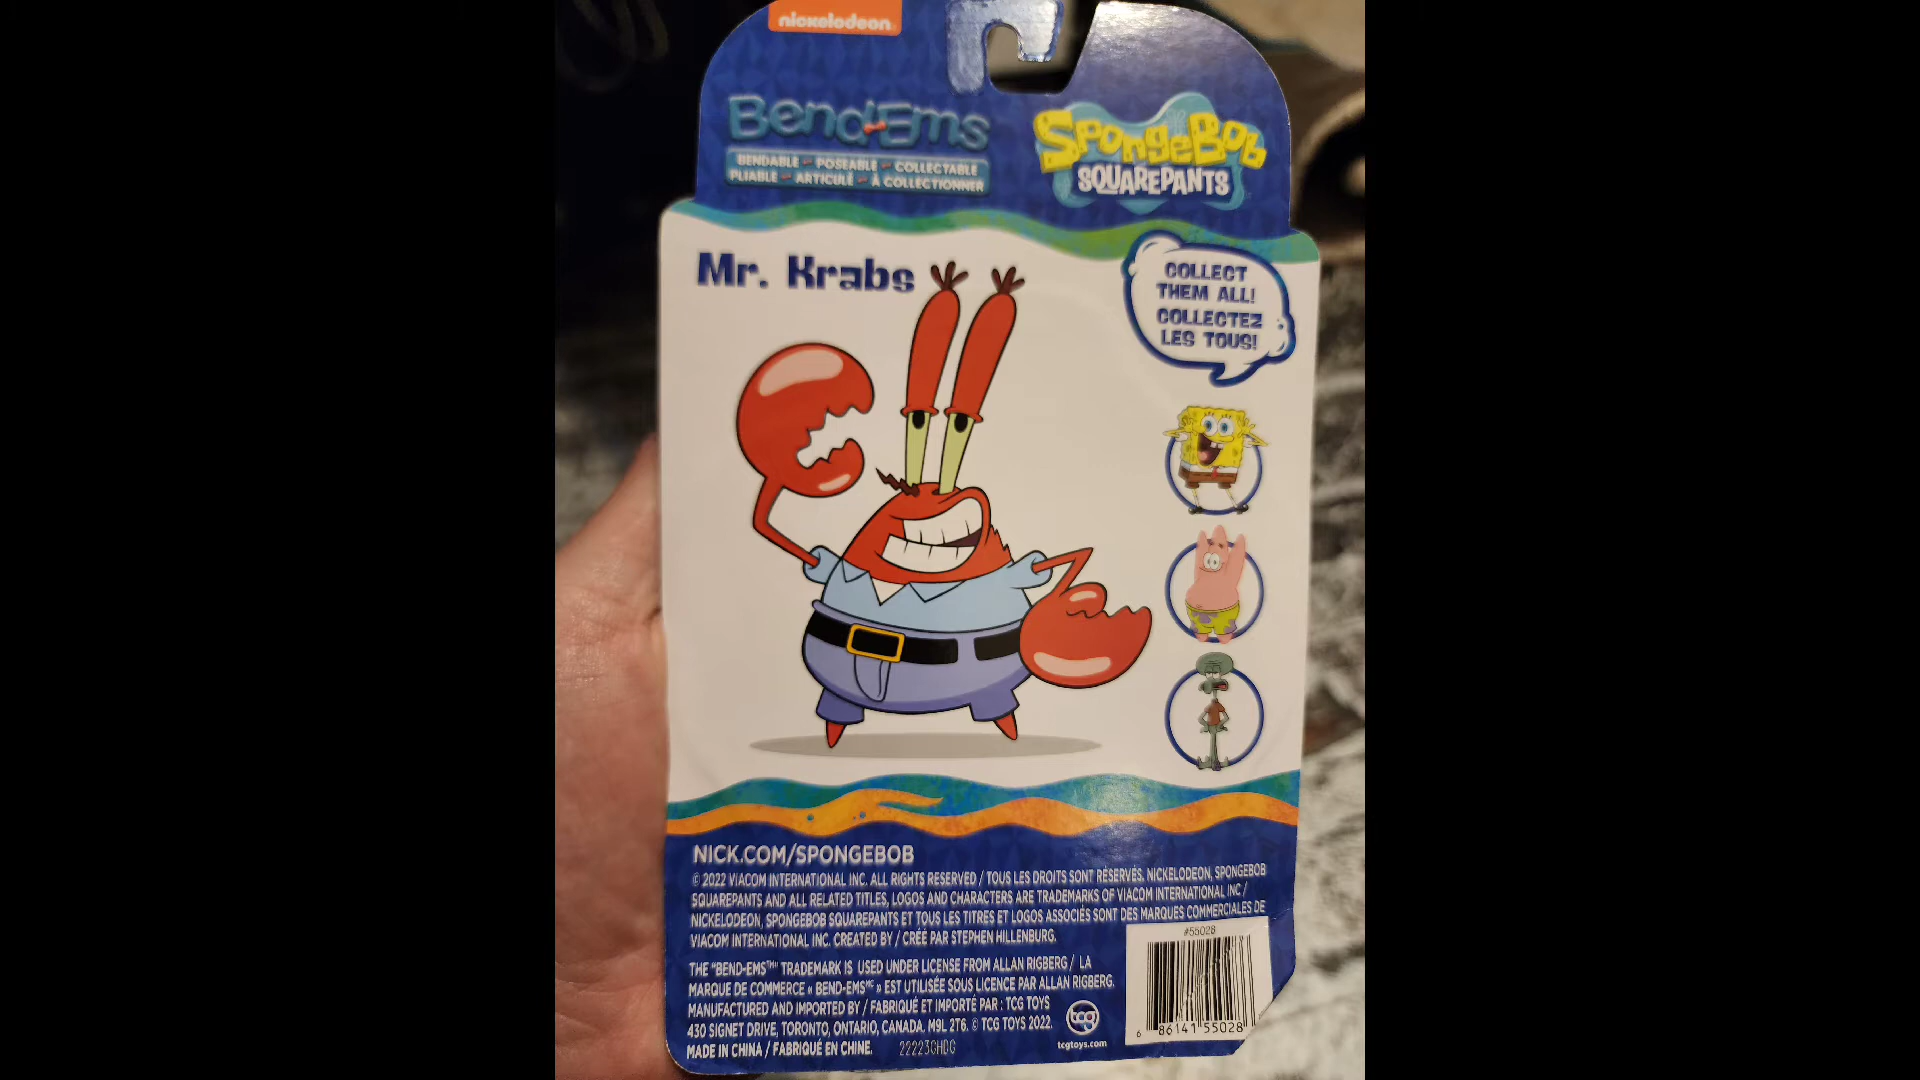 nickelodeon
Bend-Ems
BENDABLE - POSEABLE - COLLECTABLE
PLIABLE - ARTICULÉ - À COLLECTIONNER
SPONGEBOB
SQUAREPANTS
Mr. Krabs
COLLECT
THEM ALL!
COLLECTEZ
LES TOUS!
NICK.COM/SPONGEBOB
© 2022 VIACOM INTERNATIONAL INC. ALL RIGHTS RESERVED / TOUS LES DROITS SONT RÉSERVÉS. NICKELODEON, SPONGEBOB
SQUAREPANTS AND ALL RELATED TITLES, LOGOS AND CHARACTERS ARE TRADEMARKS OF VIACOM INTERNATIONAL INC /
NICKELODEON, SPONGEBOB SQUAREPANTS ET TOUS LES TITRES ET LOGOS ASSOCIÉS SONT DES MARQUES COMMERCIALES DE
VIACOM INTERNATIONAL INC. CREATED BY / CRÉÉ PAR STEPHEN HILLENBURG.
THE "BEND-EMS™" TRADEMARK IS USED UNDER LICENSE FROM ALLAN RIGBERG / LA
MARQUE DE COMMERCE « BEND-EMSᴹᶜ » EST UTILISÉE SOUS LICENCE PAR ALLAN RIGBERG.
MANUFACTURED AND IMPORTED BY / FABRIQUÉ ET IMPORTÉ PAR : TCG TOYS
430 SIGNET DRIVE, TORONTO, ONTARIO, CANADA. M9L 2T6. © TCG TOYS 2022.
MADE IN CHINA / FABRIQUÉ EN CHINE.
tcg
tcgtoys.com
#55028
6 86141 55028